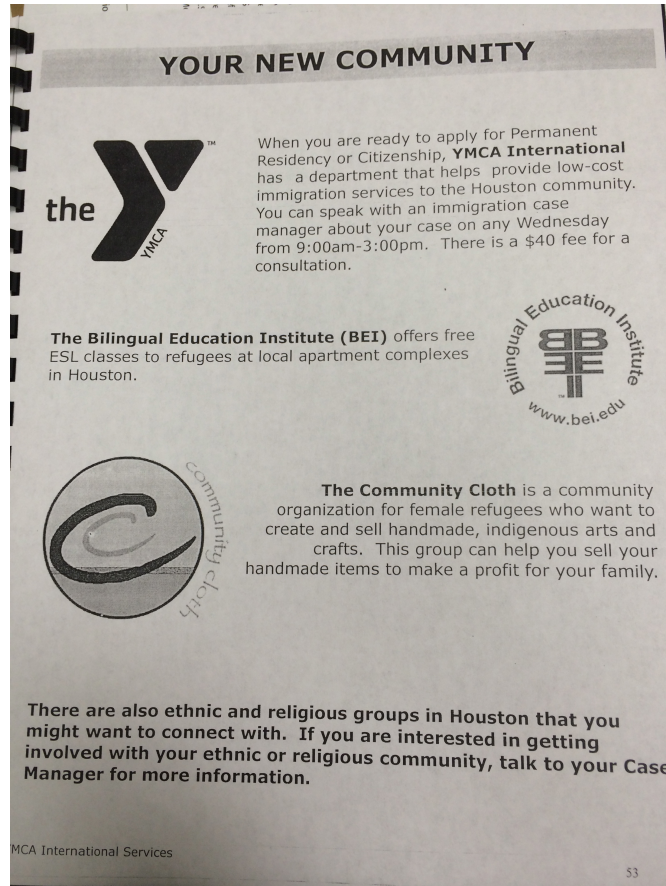 YOUR NEW COMMUNITY
the
YMCA
TM
When you are ready to apply for Permanent
Residency or Citizenship, YMCA International
has a department that helps provide low-cost
immigration services to the Houston community.
You can speak with an immigration case
manager about your case on any Wednesday
from 9:00am-3:00pm. There is a $40 fee for a
consultation.
The Bilingual Education Institute (BEI) offers free
ESL classes to refugees at local apartment complexes
in Houston.
Bilingual Education Institute
BEI
www.bei.edu
community cloth
The Community Cloth is a community
organization for female refugees who want to
create and sell handmade, indigenous arts and
crafts. This group can help you sell your
handmade items to make a profit for your family.
There are also ethnic and religious groups in Houston that you
might want to connect with. If you are interested in getting
involved with your ethnic or religious community, talk to your Case
Manager for more information.
MCA International Services
53